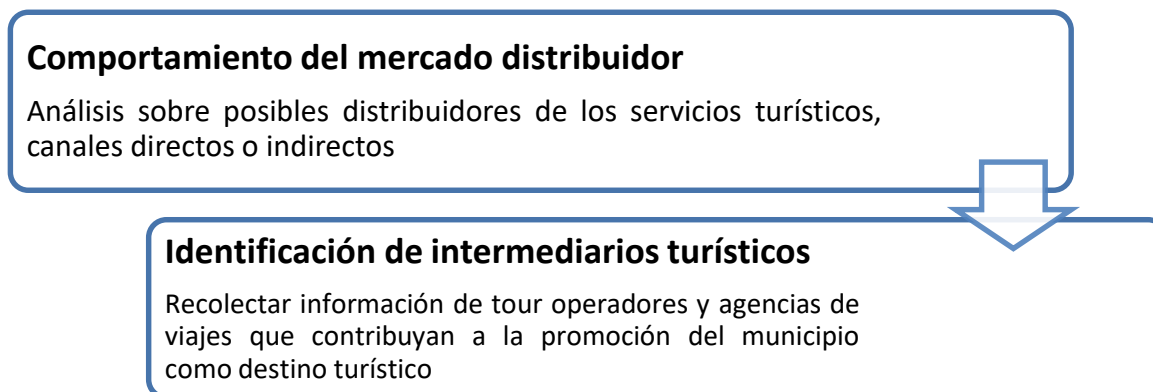 Comportamiento del mercado distribuidor
Análisis sobre posibles distribuidores de los servicios turísticos,
canales directos o indirectos
Identificación de intermediarios turísticos
Recolectar información de tour operadores y agencias de
viajes que contribuyan a la promoción del municipio
como destino turístico